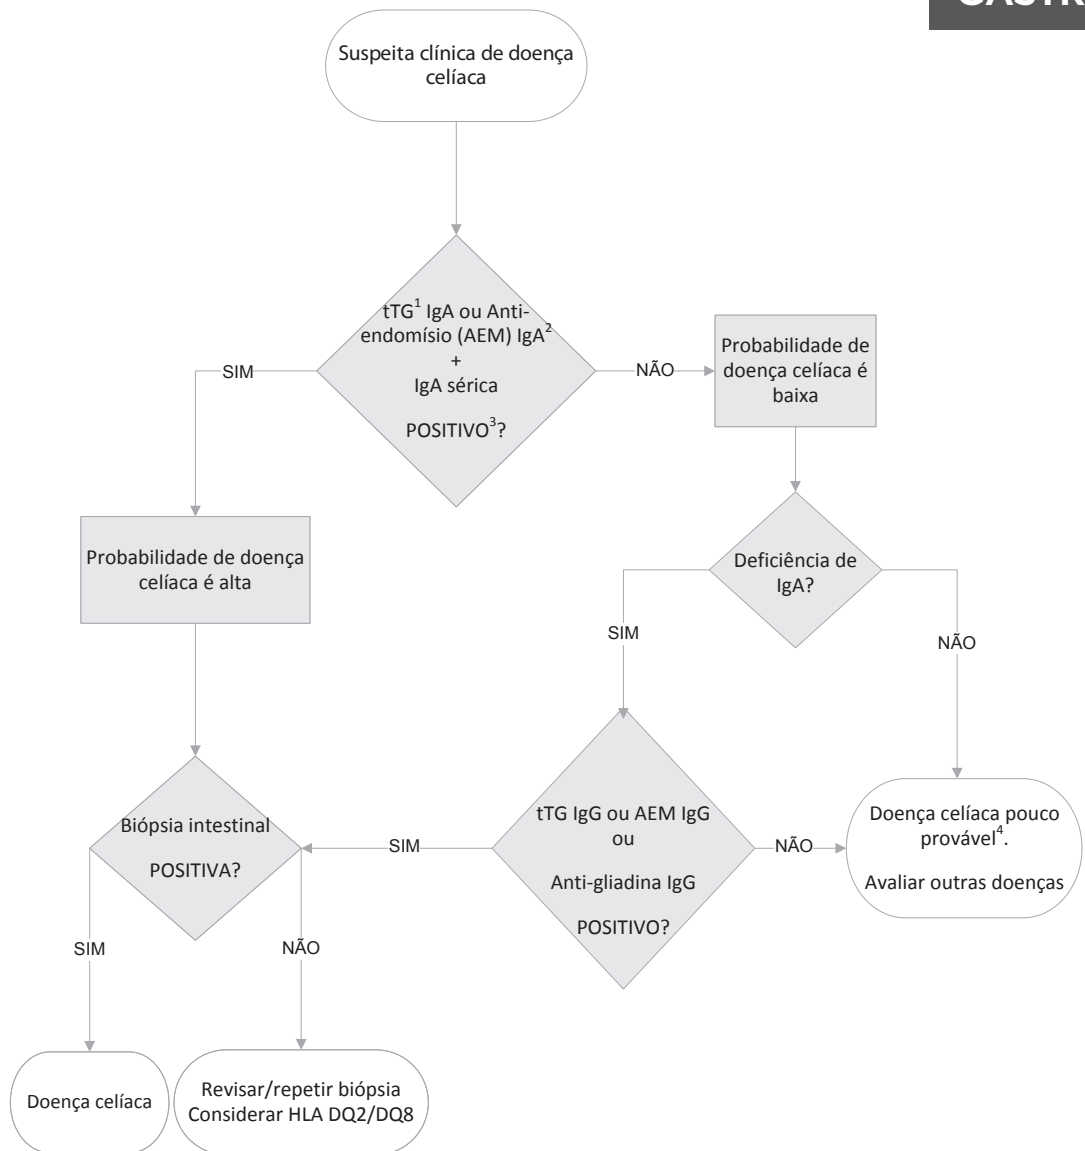 Suspeita clínica de doença
celíaca
tTG¹ IgA ou Anti-
endomísio (AEM) IgA²
+
IgA sérica
POSITIVO³?
SIM
NÃO
Probabilidade de
doença celíaca é
baixa
Probabilidade de doença
celíaca é alta
Deficiência de
IgA?
SIM
NÃO
Biópsia intestinal
POSITIVA?
SIM
tTG IgG ou AEM IgG
ou
Anti-gliadina IgG
POSITIVO?
NÃO
Doença celíaca pouco
provável⁴.
Avaliar outras doenças
SIM
NÃO
Doença celíaca
Revisar/repetir biópsia
Considerar HLA DQ2/DQ8